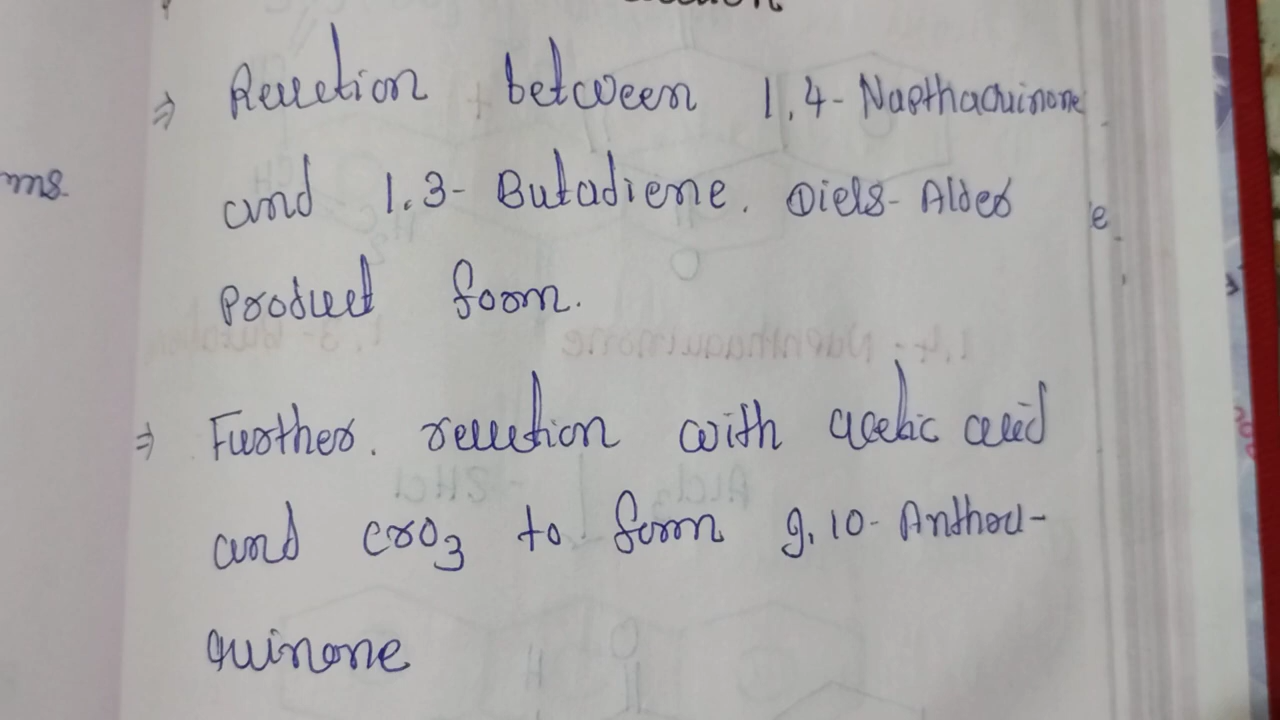 ⇒ Reaction between 1,4-Napthaquinone
and 1.3-Butadiene. Diels-Alder
Product form.
⇒ Further. reaction with acetic acid
and CrO3 to form 9,10-Anthra-
quinone